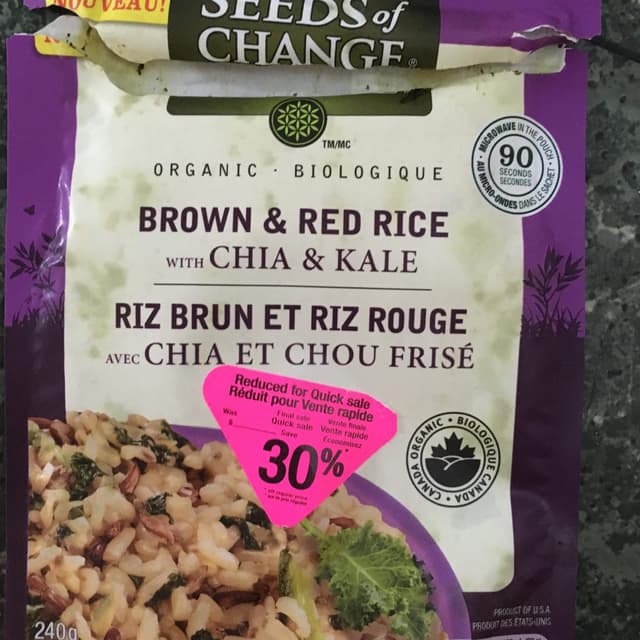 NOUVEAU!
SEEDS of
CHANGE®
TM/MC
ORGANIC · BIOLOGIQUE
MICROWAVE IN THE POUCH
90
SECONDS
SECONDES
AU MICRO-ONDES DANS LE SACHET
BROWN & RED RICE
WITH CHIA & KALE
RIZ BRUN ET RIZ ROUGE
AVEC CHIA ET CHOU FRISÉ
Reduced for Quick sale
Réduit pour Vente rapide
Was
$
Final sale
Quick sale
Save
Vente finale
Vente rapide
Économisez
30%*
* off regular price
CANADA ORGANIC • BIOLOGIQUE CANADA •
240g
PRODUCT OF U.S.A.
PRODUIT DES ÉTATS-UNIS